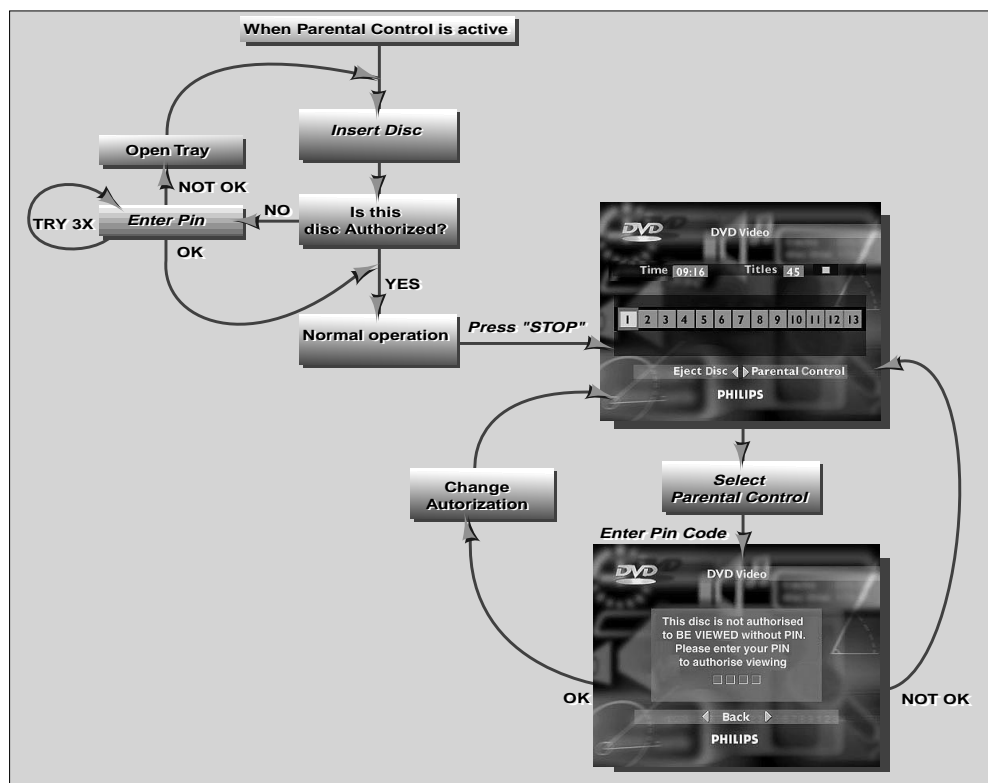 When Parental Control is active
Insert Disc
Open Tray
NOT OK
TRY 3X
Enter Pin
NO
Is this
disc Authorized?
OK
YES
Normal operation
Press "STOP"
DVD
DVD Video
Time 09:16 Titles 45
1 2 3 4 5 6 7 8 9 10 11 12 13
Eject Disc Parental Control
PHILIPS
Change
Autorization
Select
Parental Control
Enter Pin Code
DVD
DVD Video
This disc is not authorised
to BE VIEWED without PIN.
Please enter your PIN
to authorise viewing
OK
NOT OK
Back
PHILIPS